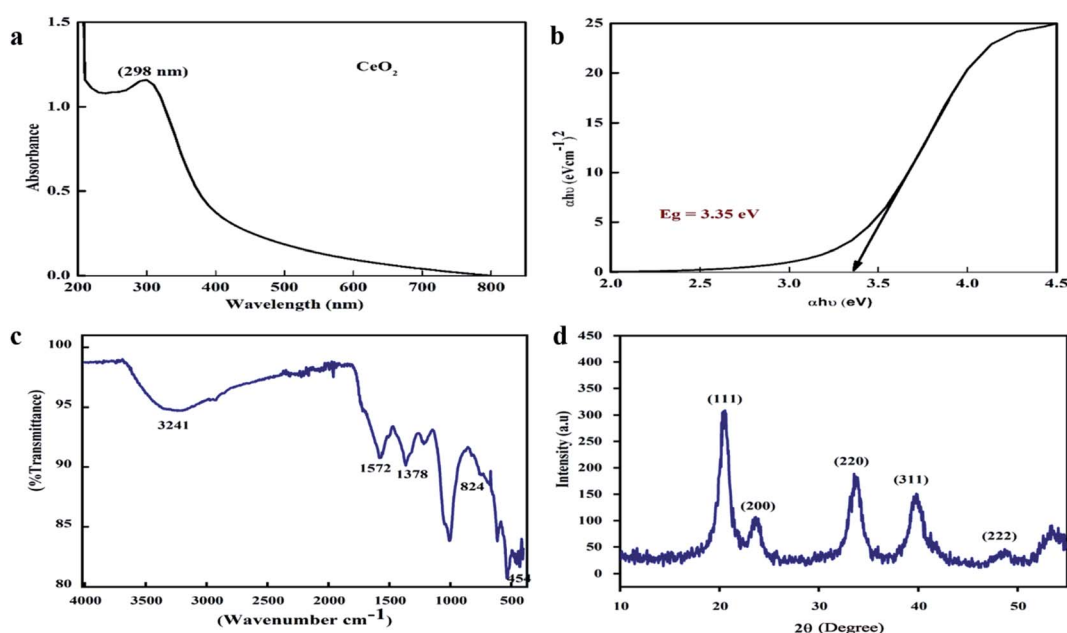 a
1.5
1.0
0.5
0.0
(298 nm)
CeO2
Absorbance
200 300 400 500 600 700 800
Wavelength (nm)
b
25
20
15
10
5
0
αhυ (eVcm-1)2
Eg = 3.35 eV
2.0 2.5 3.0 3.5 4.0 4.5
αhυ (eV)
c
100
95
90
85
80
(%Transmittance)
3241
1572
1378
824
454
4000 3500 3000 2500 2000 1500 1000 500
(Wavenumber cm-1)
d
450
400
350
300
250
200
150
100
50
0
Intensity (a.u)
(111)
(200)
(220)
(311)
(222)
10 20 30 40 50
2θ (Degree)